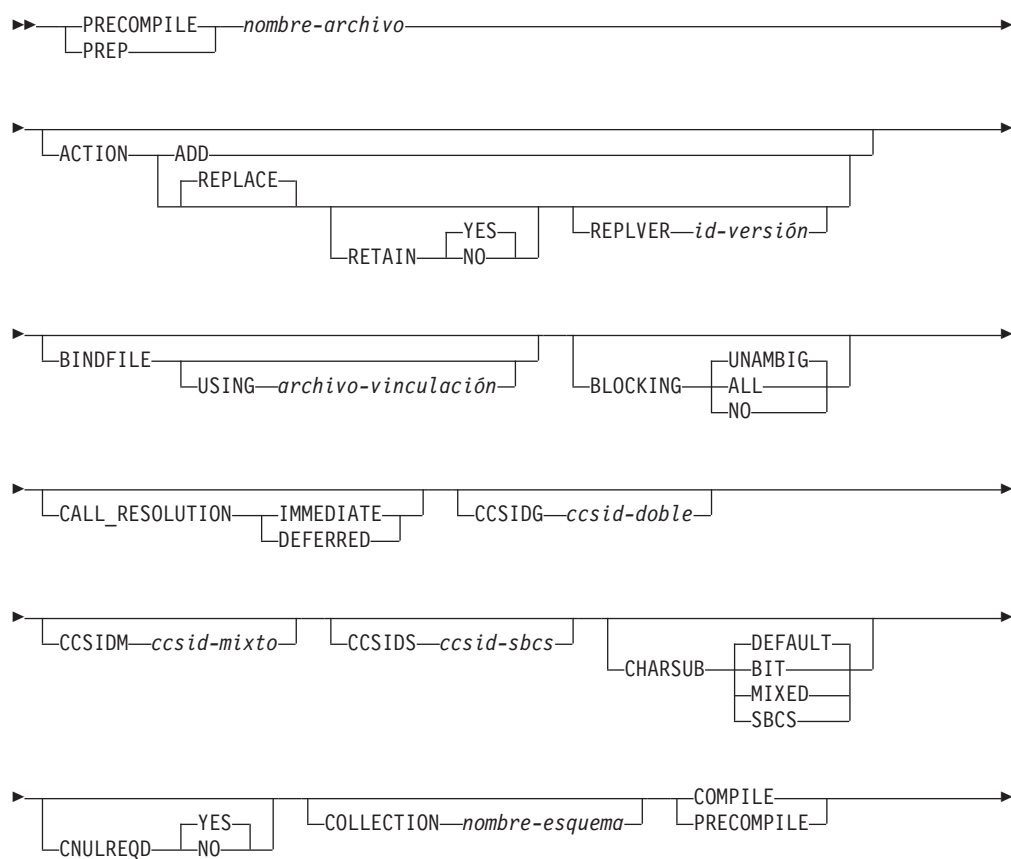 PRECOMPILE nombre-archivo
PREP
ACTION ADD
REPLACE
YES REPLVER id-versión
RETAIN NO
BINDFILE UNAMBIG
USING archivo-vinculación BLOCKING ALL
NO
CALL_RESOLUTION IMMEDIATE CCSIDG ccsid-doble
DEFERRED
CCSIDM ccsid-mixto CCSIDS ccsid-sbcs DEFAULT
CHARSUB BIT
MIXED
SBCS
COMPILE
YES COLLECTION nombre-esquema PRECOMPILE
CNULREQD NO